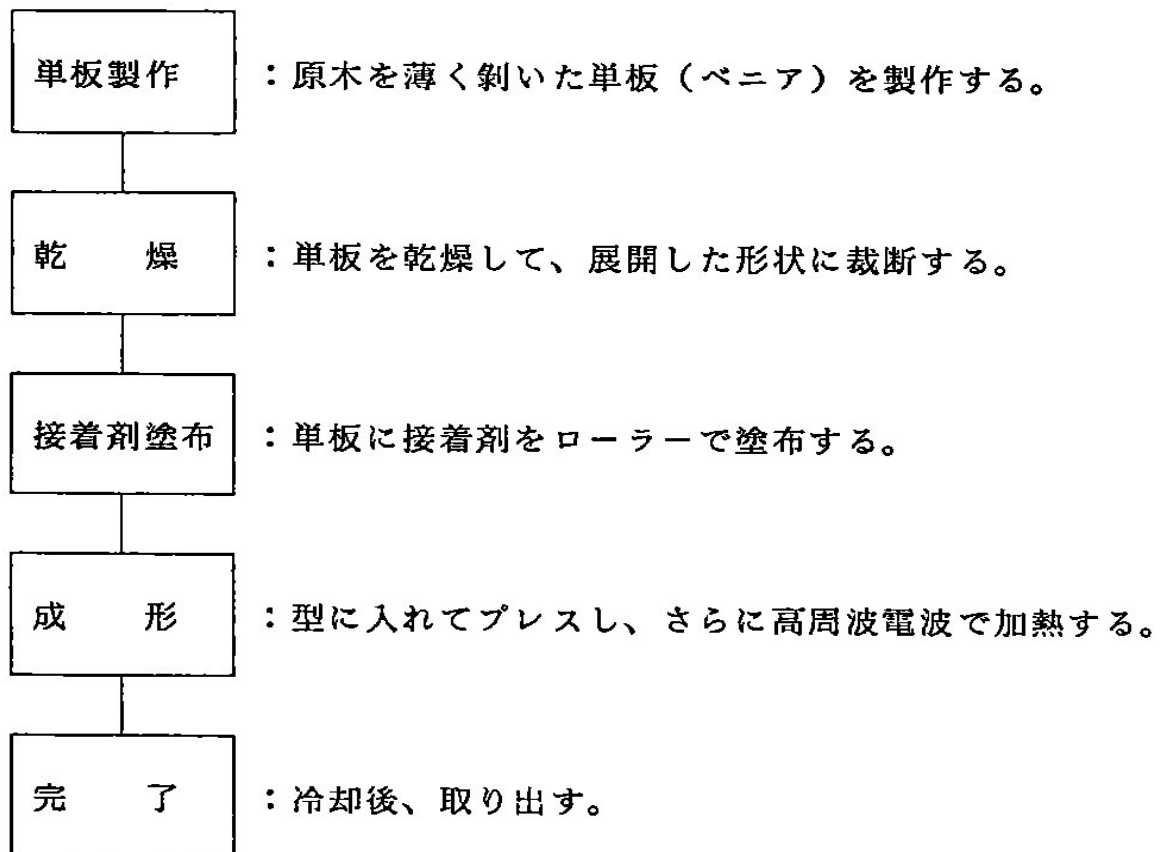 単板製作 :原木を薄く剝いた単板(ベニア)を製作する。
乾燥 :単板を乾燥して、展開した形状に裁断する。
接着剤塗布 :単板に接着剤をローラーで塗布する。
成形 :型に入れてプレスし、さらに高周波電波で加熱する。
完了 :冷却後、取り出す。